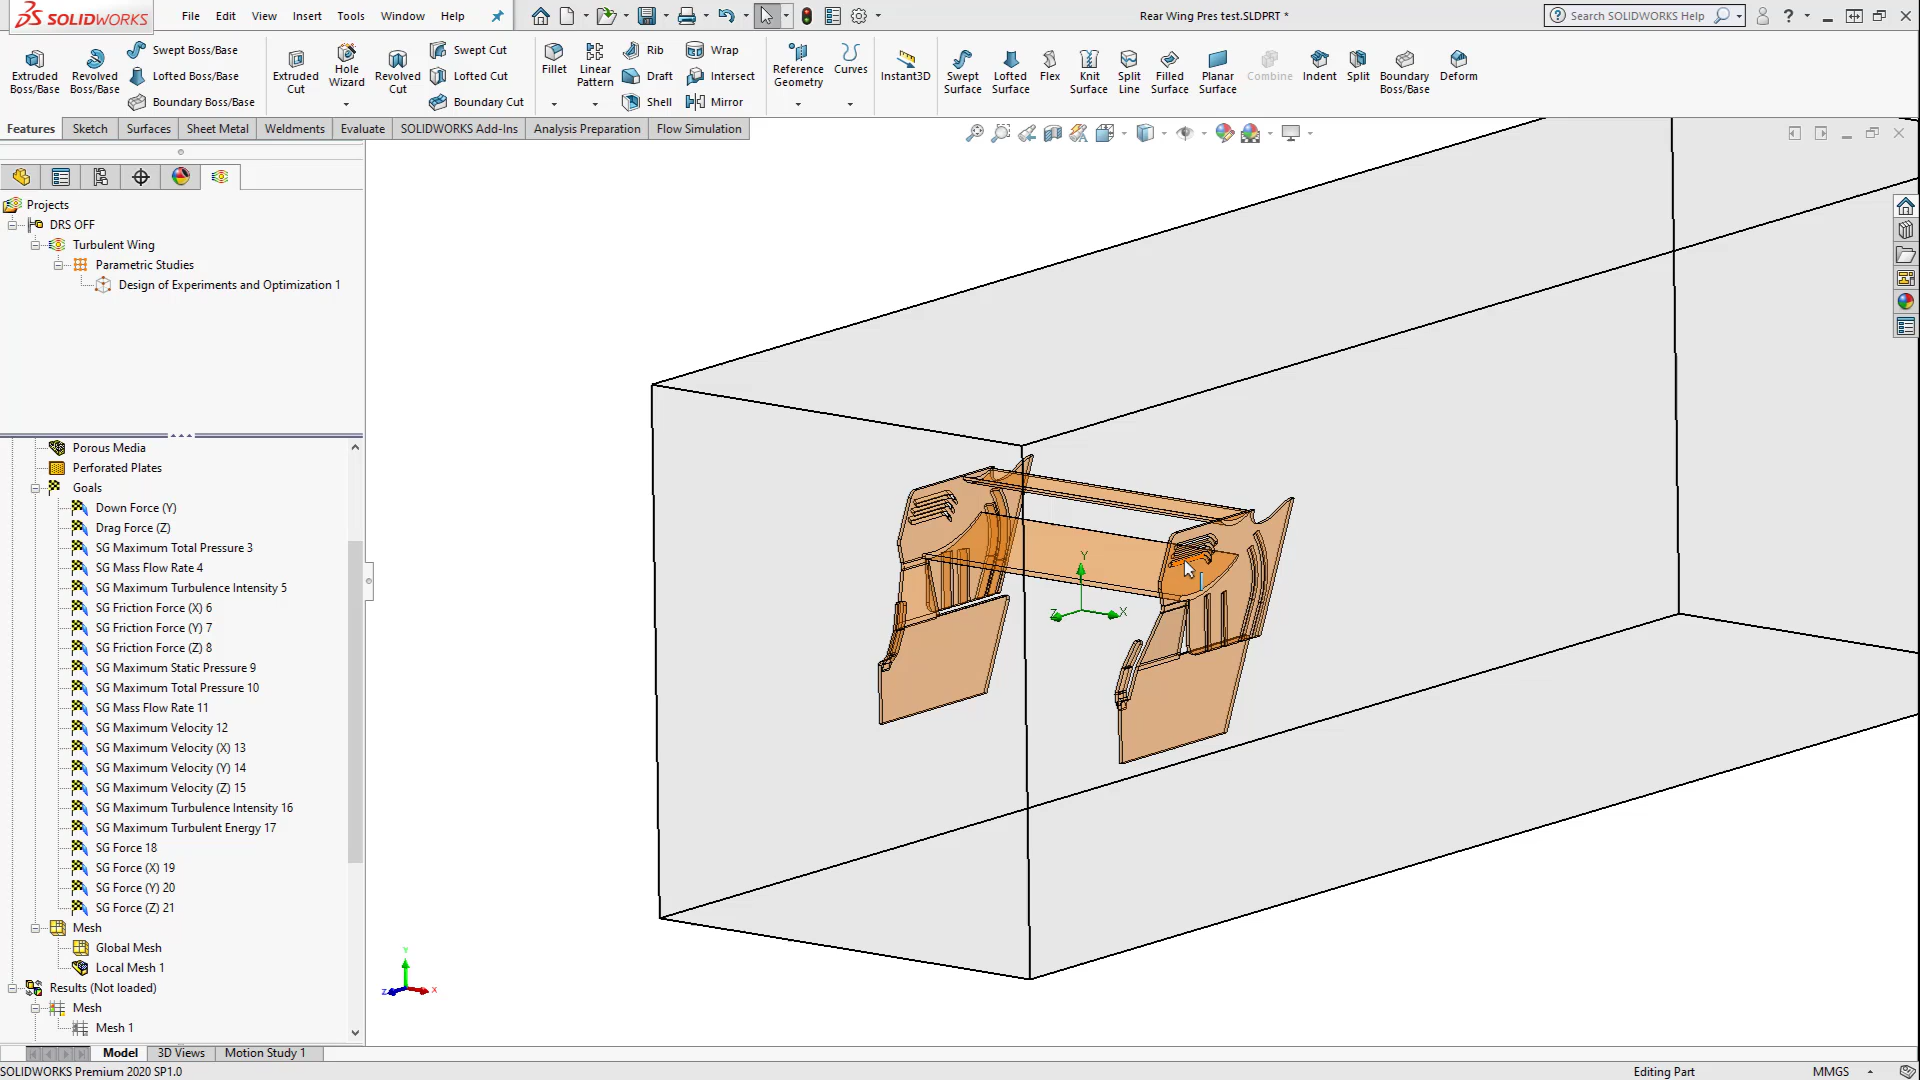 SOLIDWORKS File Edit View Insert Tools Window Help Rear Wing Pres test.SLDPRT * Search SOLIDWORKS Help
Extruded Boss/Base
Revolved Boss/Base
Swept Boss/Base
Lofted Boss/Base
Boundary Boss/Base
Extruded Cut
Hole Wizard
Revolved Cut
Swept Cut
Lofted Cut
Boundary Cut
Fillet
Linear Pattern
Rib
Draft
Shell
Wrap
Intersect
Mirror
Reference Geometry
Curves
Instant3D
Swept Surface
Lofted Surface
Flex
Knit Surface
Split Line
Filled Surface
Planar Surface
Combine
Indent
Split
Boundary Boss/Base
Deform
Features Sketch Surfaces Sheet Metal Weldments Evaluate SOLIDWORKS Add-Ins Analysis Preparation Flow Simulation
Projects
DRS OFF
Turbulent Wing
Parametric Studies
Design of Experiments and Optimization 1
Porous Media
Perforated Plates
Goals
Down Force (Y)
Drag Force (Z)
SG Maximum Total Pressure 3
SG Mass Flow Rate 4
SG Maximum Turbulence Intensity 5
SG Friction Force (X) 6
SG Friction Force (Y) 7
SG Friction Force (Z) 8
SG Maximum Static Pressure 9
SG Maximum Total Pressure 10
SG Mass Flow Rate 11
SG Maximum Velocity 12
SG Maximum Velocity (X) 13
SG Maximum Velocity (Y) 14
SG Maximum Velocity (Z) 15
SG Maximum Turbulence Intensity 16
SG Maximum Turbulent Energy 17
SG Force 18
SG Force (X) 19
SG Force (Y) 20
SG Force (Z) 21
Mesh
Global Mesh
Local Mesh 1
Results (Not loaded)
Mesh
Mesh 1
Y
Z X
Y
Z X
Model 3D Views Motion Study 1
SOLIDWORKS Premium 2020 SP1.0 Editing Part MMGS